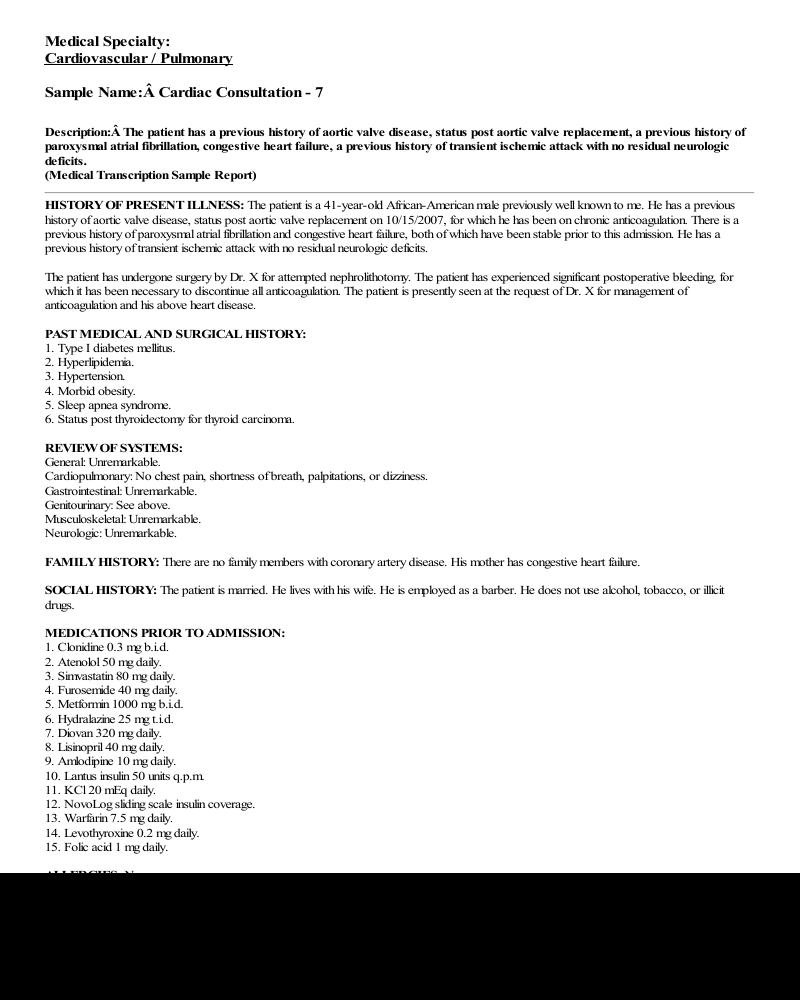 Medical Specialty:
Cardiovascular / Pulmonary
Sample Name:Â Cardiac Consultation - 7
Description:Â The patient has a previous history of aortic valve disease, status post aortic valve replacement, a previous history of
paroxysmal atrial fibrillation, congestive heart failure, a previous history of transient ischemic attack with no residual neurologic
deficits.
(Medical Transcription Sample Report)
HISTORY OF PRESENT ILLNESS: The patient is a 41-year-old African-American male previously well known to me. He has a previous
history of aortic valve disease, status post aortic valve replacement on 10/15/2007, for which he has been on chronic anticoagulation. There is a
previous history of paroxysmal atrial fibrillation and congestive heart failure, both of which have been stable prior to this admission. He has a
previous history of transient ischemic attack with no residual neurologic deficits.
The patient has undergone surgery by Dr. X for attempted nephrolithotomy. The patient has experienced significant postoperative bleeding, for
which it has been necessary to discontinue all anticoagulation. The patient is presently seen at the request of Dr. X for management of
anticoagulation and his above heart disease.
PAST MEDICAL AND SURGICAL HISTORY:
1. Type I diabetes mellitus.
2. Hyperlipidemia.
3. Hypertension.
4. Morbid obesity.
5. Sleep apnea syndrome.
6. Status post thyroidectomy for thyroid carcinoma.
REVIEW OF SYSTEMS:
General: Unremarkable.
Cardiopulmonary: No chest pain, shortness of breath, palpitations, or dizziness.
Gastrointestinal: Unremarkable.
Genitourinary: See above.
Musculoskeletal: Unremarkable.
Neurologic: Unremarkable.
FAMILY HISTORY: There are no family members with coronary artery disease. His mother has congestive heart failure.
SOCIAL HISTORY: The patient is married. He lives with his wife. He is employed as a barber. He does not use alcohol, tobacco, or illicit
drugs.
MEDICATIONS PRIOR TO ADMISSION:
1. Clonidine 0.3 mg b.i.d.
2. Atenolol 50 mg daily.
3. Simvastatin 80 mg daily.
4. Furosemide 40 mg daily.
5. Metformin 1000 mg b.i.d.
6. Hydralazine 25 mg t.i.d.
7. Diovan 320 mg daily.
8. Lisinopril 40 mg daily.
9. Amlodipine 10 mg daily.
10. Lantus insulin 50 units q.p.m.
11. KCl 20 mEq daily.
12. NovoLog sliding scale insulin coverage.
13. Warfarin 7.5 mg daily.
14. Levothyroxine 0.2 mg daily.
15. Folic acid 1 mg daily.